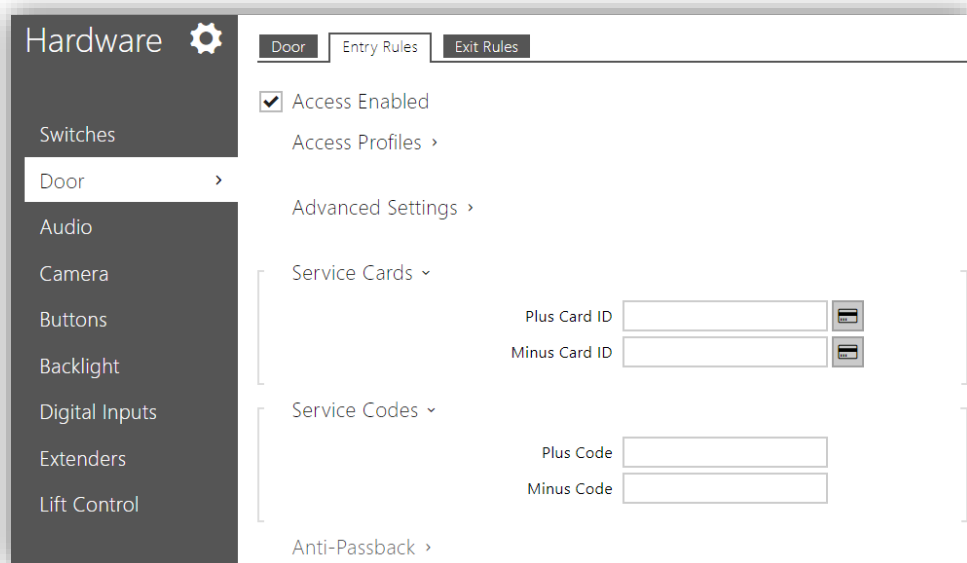 Hardware
Switches
Door
Audio
Camera
Buttons
Backlight
Digital Inputs
Extenders
Lift Control
Door Entry Rules Exit Rules
Access Enabled
Access Profiles
Advanced Settings
Service Cards
Plus Card ID
Minus Card ID
Service Codes
Plus Code
Minus Code
Anti-Passback